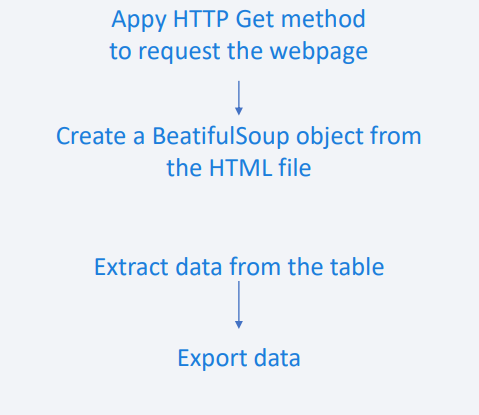 Appy HTTP Get method
to request the webpage
Create a BeatifulSoup object from
the HTML file
Extract data from the table
Export data